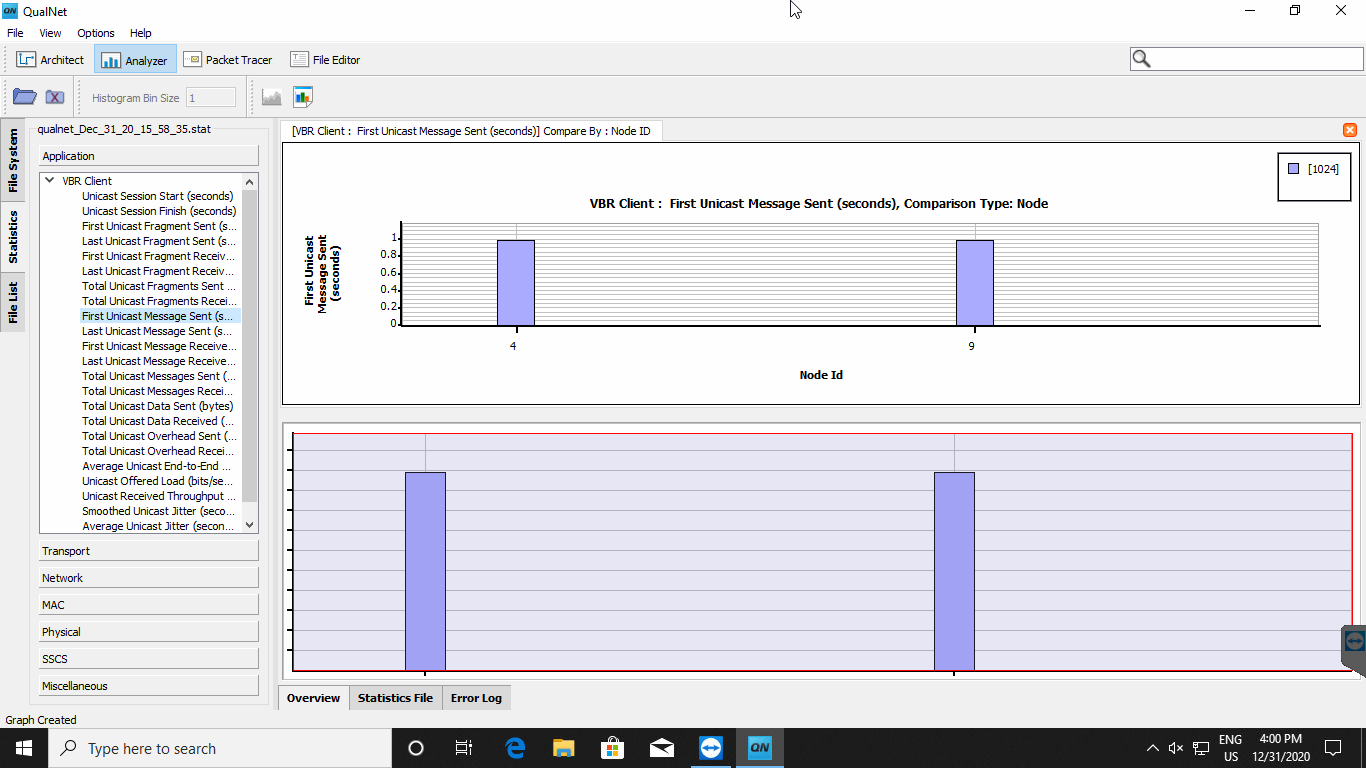 QN QualNet
File View Options Help
Architect Analyzer Packet Tracer File Editor
Histogram Bin Size 1
File System
Statistics
File List
qualnet_Dec_31_20_15_58_35.stat
Application
VBR Client
Unicast Session Start (seconds)
Unicast Session Finish (seconds)
First Unicast Fragment Sent (s...
Last Unicast Fragment Sent (s...
First Unicast Fragment Receiv...
Last Unicast Fragment Receiv...
Total Unicast Fragments Sent ...
Total Unicast Fragments Recei...
First Unicast Message Sent (s...
Last Unicast Message Sent (s...
First Unicast Message Receive...
Last Unicast Message Receive...
Total Unicast Messages Sent (...
Total Unicast Messages Recei...
Total Unicast Data Sent (bytes)
Total Unicast Data Received (...
Total Unicast Overhead Sent (...
Total Unicast Overhead Recei...
Average Unicast End-to-End ...
Unicast Offered Load (bits/se...
Unicast Received Throughput ...
Smoothed Unicast Jitter (seco...
Average Unicast Jitter (secon...
Transport
Network
MAC
Physical
SSCS
Miscellaneous
[VBR Client : First Unicast Message Sent (seconds)] Compare By : Node ID
[1024]
VBR Client : First Unicast Message Sent (seconds), Comparison Type: Node
First Unicast
Message Sent
(seconds)
1
0.8
0.6
0.4
0.2
0
4 9
Node Id
Overview Statistics File Error Log
Graph Created
Type here to search
QN
ENG
US
4:00 PM
12/31/2020